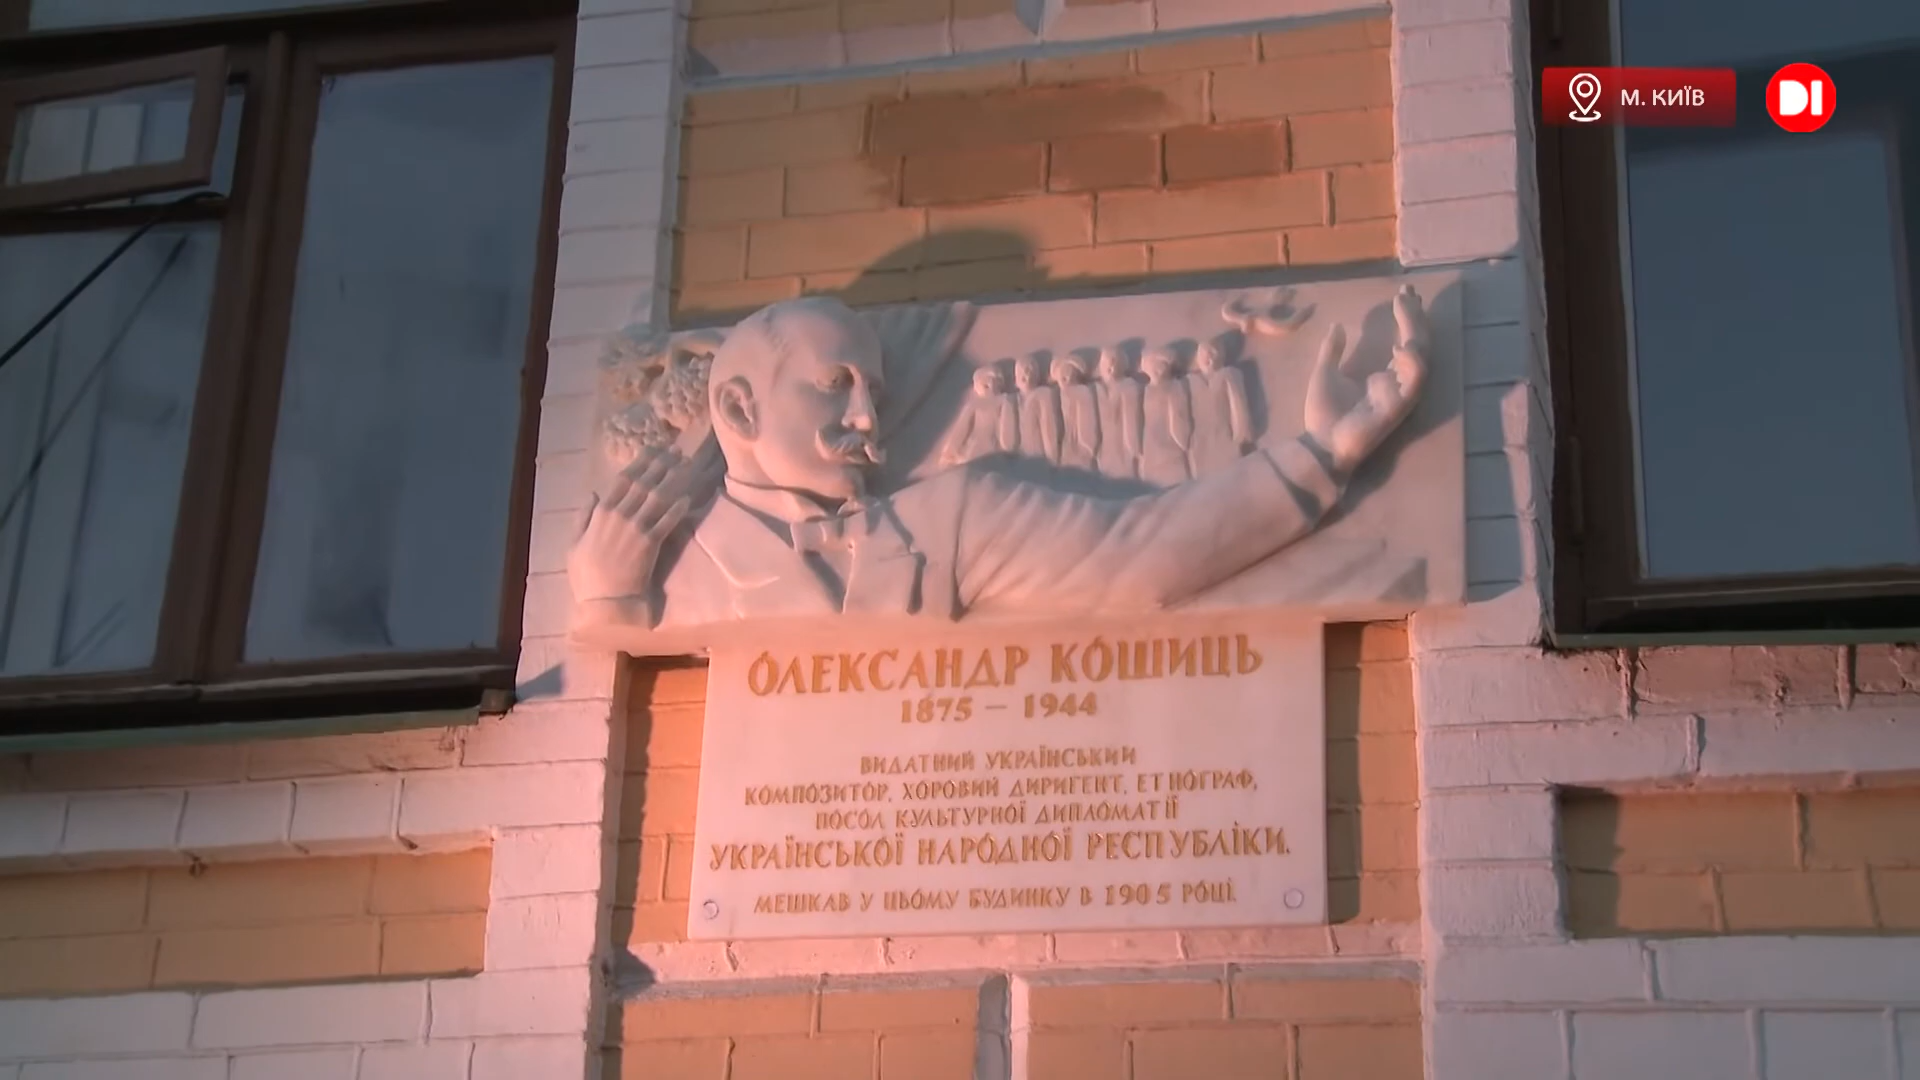 М. КИЇВ
DI
ОЛЕКСАНДР КОШИЦЬ
1875 – 1944
ВИДАТНИЙ УКРАЇНСЬКИЙ
КОМПОЗИТОР, ХОРОВИЙ ДИРИГЕНТ, ЕТНОГРАФ,
ПОСОЛ КУЛЬТУРНОЇ ДИПЛОМАТІЇ
УКРАЇНСЬКОЇ НАРОДНОЇ РЕСПУБЛІКИ.
МЕШКАВ У ЦЬОМУ БУДИНКУ В 1905 РОЦІ.